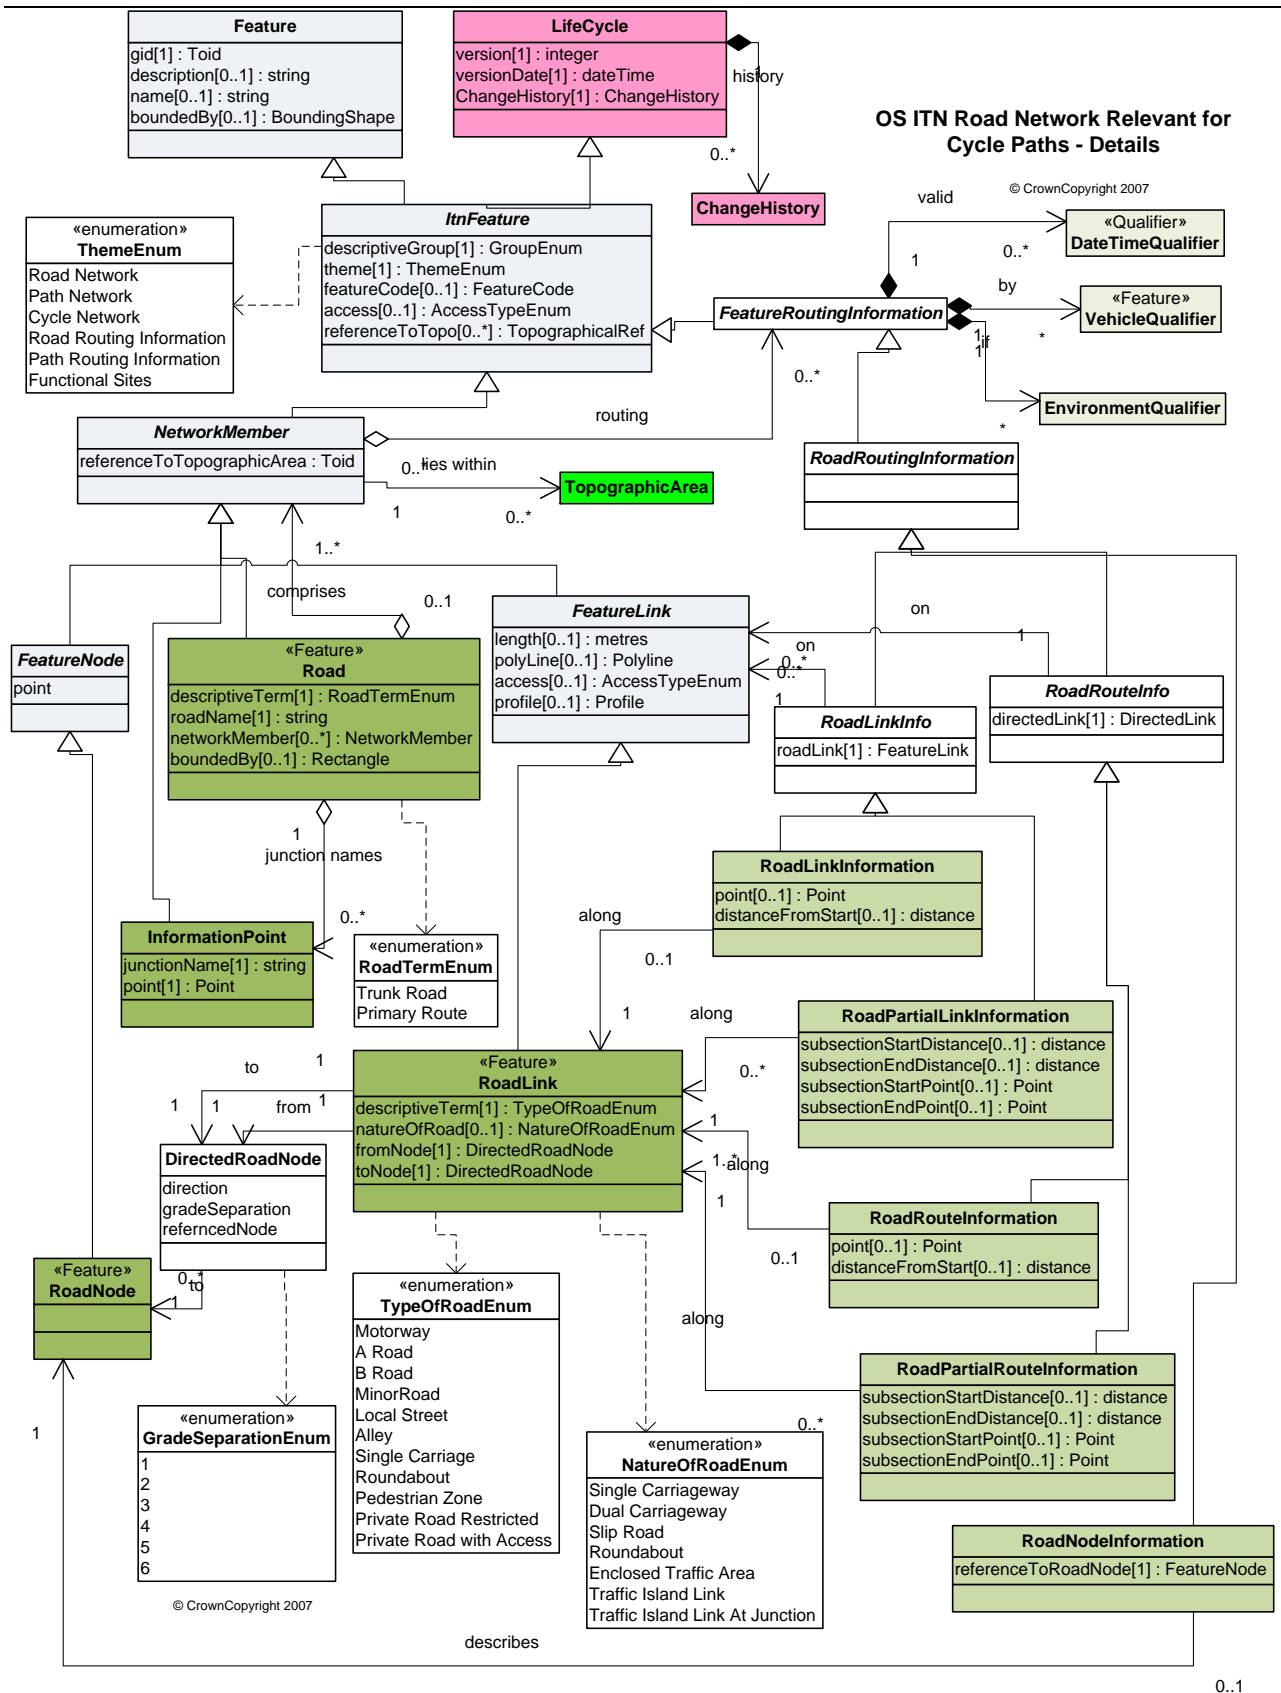 Feature
gid[1] : Toid
description[0..1] : string
name[0..1] : string
boundedBy[0..1] : BoundingShape
LifeCycle
version[1] : integer
versionDate[1] : dateTime
ChangeHistory[1] : ChangeHistory
1
history
0..*
ChangeHistory
OS ITN Road Network Relevant for
Cycle Paths - Details
© CrownCopyright 2007
«enumeration»
ThemeEnum
Road Network
Path Network
Cycle Network
Road Routing Information
Path Routing Information
Functional Sites
ItnFeature
descriptiveGroup[1] : GroupEnum
theme[1] : ThemeEnum
featureCode[0..1] : FeatureCode
access[0..1] : AccessTypeEnum
referenceToTopo[0..*] : TopographicalRef
valid
1
0..*
«Qualifier»
DateTimeQualifier
FeatureRoutingInformation
by
1
*
«Feature»
VehicleQualifier
if
1
*
EnvironmentQualifier
0..*
routing
NetworkMember
referenceToTopographicArea : Toid
0..*
lies within
1
0..*
TopographicArea
RoadRoutingInformation
1..*
comprises
0..1
FeatureNode
point
«Feature»
Road
descriptiveTerm[1] : RoadTermEnum
roadName[1] : string
networkMember[0..*] : NetworkMember
boundedBy[0..1] : Rectangle
FeatureLink
length[0..1] : metres
polyLine[0..1] : Polyline
access[0..1] : AccessTypeEnum
profile[0..1] : Profile
on
1
on
0..*
0..*
1
RoadLinkInfo
roadLink[1] : FeatureLink
RoadRouteInfo
directedLink[1] : DirectedLink
1
junction names
0..*
InformationPoint
junctionName[1] : string
point[1] : Point
«enumeration»
RoadTermEnum
Trunk Road
Primary Route
RoadLinkInformation
point[0..1] : Point
distanceFromStart[0..1] : distance
along
0..1
1
RoadPartialLinkInformation
subsectionStartDistance[0..1] : distance
subsectionEndDistance[0..1] : distance
subsectionStartPoint[0..1] : Point
subsectionEndPoint[0..1] : Point
along
0..*
1
«Feature»
RoadLink
descriptiveTerm[1] : TypeOfRoadEnum
natureOfRoad[0..1] : NatureOfRoadEnum
fromNode[1] : DirectedRoadNode
toNode[1] : DirectedRoadNode
to
1
1
1
from
1
DirectedRoadNode
direction
gradeSeparation
referncedNode
1..*
along
1
0..1
RoadRouteInformation
point[0..1] : Point
distanceFromStart[0..1] : distance
«Feature»
RoadNode
0..*
to
1
«enumeration»
TypeOfRoadEnum
Motorway
A Road
B Road
MinorRoad
Local Street
Alley
Single Carriage
Roundabout
Pedestrian Zone
Private Road Restricted
Private Road with Access
along
0..*
RoadPartialRouteInformation
subsectionStartDistance[0..1] : distance
subsectionEndDistance[0..1] : distance
subsectionStartPoint[0..1] : Point
subsectionEndPoint[0..1] : Point
1
«enumeration»
GradeSeparationEnum
1
2
3
4
5
6
«enumeration»
NatureOfRoadEnum
Single Carriageway
Dual Carriageway
Slip Road
Roundabout
Enclosed Traffic Area
Traffic Island Link
Traffic Island Link At Junction
RoadNodeInformation
referenceToRoadNode[1] : FeatureNode
© CrownCopyright 2007
describes
0..1